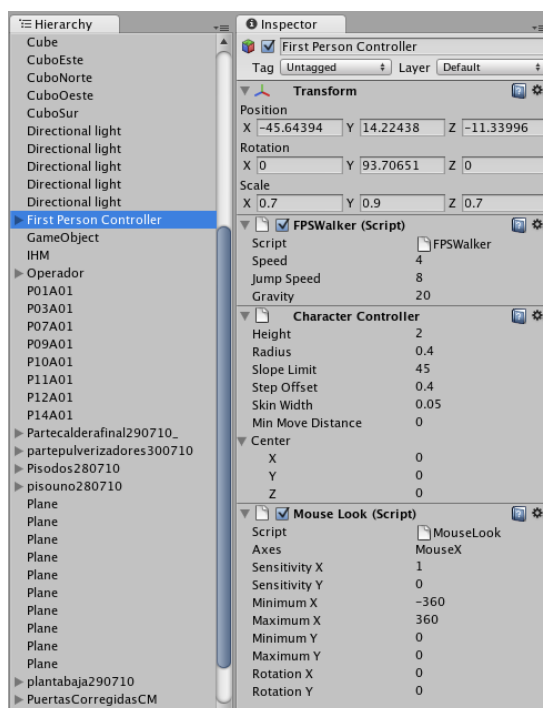 Hierarchy
Cube
CuboEste
CuboNorte
CuboOeste
CuboSur
Directional light
Directional light
Directional light
Directional light
Directional light
First Person Controller
GameObject
IHM
Operador
P01A01
P03A01
P07A01
P09A01
P10A01
P11A01
P12A01
P14A01
Partecalderafinal290710_
partepulverizadores300710
Pisodos280710
pisouno280710
Plane
Plane
Plane
Plane
Plane
Plane
Plane
Plane
Plane
Plane
plantabaja290710
PuertasCorregidasCM
Inspector
First Person Controller
Tag Untagged Layer Default
Transform
Position
X -45.64394 Y 14.22438 Z -11.33996
Rotation
X 0 Y 93.70651 Z 0
Scale
X 0.7 Y 0.9 Z 0.7
FPSWalker (Script)
Script FPSWalker
Speed 4
Jump Speed 8
Gravity 20
Character Controller
Height 2
Radius 0.4
Slope Limit 45
Step Offset 0.4
Skin Width 0.05
Min Move Distance 0
Center
X 0
Y 0
Z 0
Mouse Look (Script)
Script MouseLook
Axes MouseX
Sensitivity X 1
Sensitivity Y 0
Minimum X -360
Maximum X 360
Minimum Y 0
Maximum Y 0
Rotation X 0
Rotation Y 0